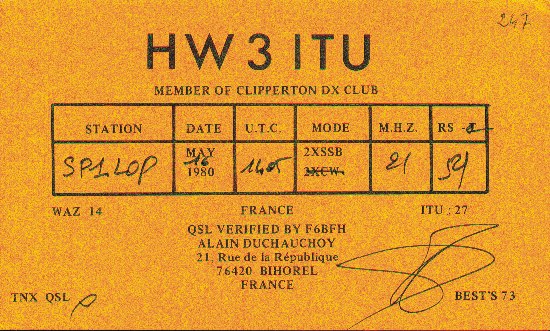 247
HW 3 ITU
MEMBER OF CLIPPERTON DX CLUB
STATION DATE U.T.C. MODE M.H.Z. RS
SP1LOP MAY 16 1980 1405 2XSSB 2XCW 21 59
WAZ 14 FRANCE ITU : 27
QSL VERIFIED BY F6BFH
ALAIN DUCHAUCHOY
21, Rue de la République
76420 BIHOREL
FRANCE
TNX QSL BEST'S 73